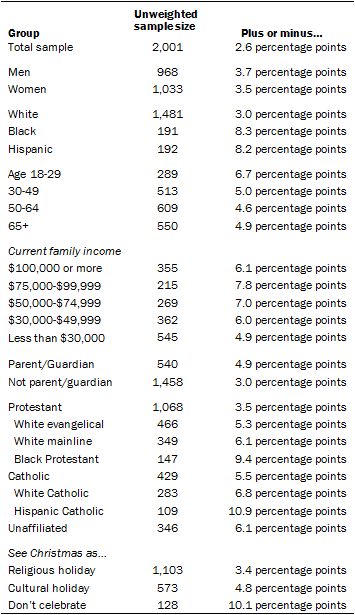 Unweighted
Group sample size Plus or minus...
Total sample 2,001 2.6 percentage points
Men 968 3.7 percentage points
Women 1,033 3.5 percentage points
White 1,481 3.0 percentage points
Black 191 8.3 percentage points
Hispanic 192 8.2 percentage points
Age 18-29 289 6.7 percentage points
30-49 513 5.0 percentage points
50-64 609 4.6 percentage points
65+ 550 4.9 percentage points
Current family income
$100,000 or more 355 6.1 percentage points
$75,000-$99,999 215 7.8 percentage points
$50,000-$74,999 269 7.0 percentage points
$30,000-$49,999 362 6.0 percentage points
Less than $30,000 545 4.9 percentage points
Parent/Guardian 540 4.9 percentage points
Not parent/guardian 1,458 3.0 percentage points
Protestant 1,068 3.5 percentage points
White evangelical 466 5.3 percentage points
White mainline 349 6.1 percentage points
Black Protestant 147 9.4 percentage points
Catholic 429 5.5 percentage points
White Catholic 283 6.8 percentage points
Hispanic Catholic 109 10.9 percentage points
Unaffiliated 346 6.1 percentage points
See Christmas as...
Religious holiday 1,103 3.4 percentage points
Cultural holiday 573 4.8 percentage points
Don't celebrate 128 10.1 percentage points